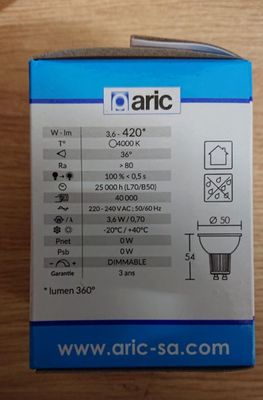 aric
W - lm 3,6 - 420*
T° 4000 K
36°
Ra > 80
100 % < 0,5 s
25 000 h (L70/B50)
40 000
220 - 240 V AC ; 50/60 Hz
/λ 3,6 W / 0,70
-20°C / +40°C
Pnet 0 W
Psb 0 W
- + DIMMABLE
Garantie 3 ans
* lumen 360°
Ø 50
54
www.aric-sa.com